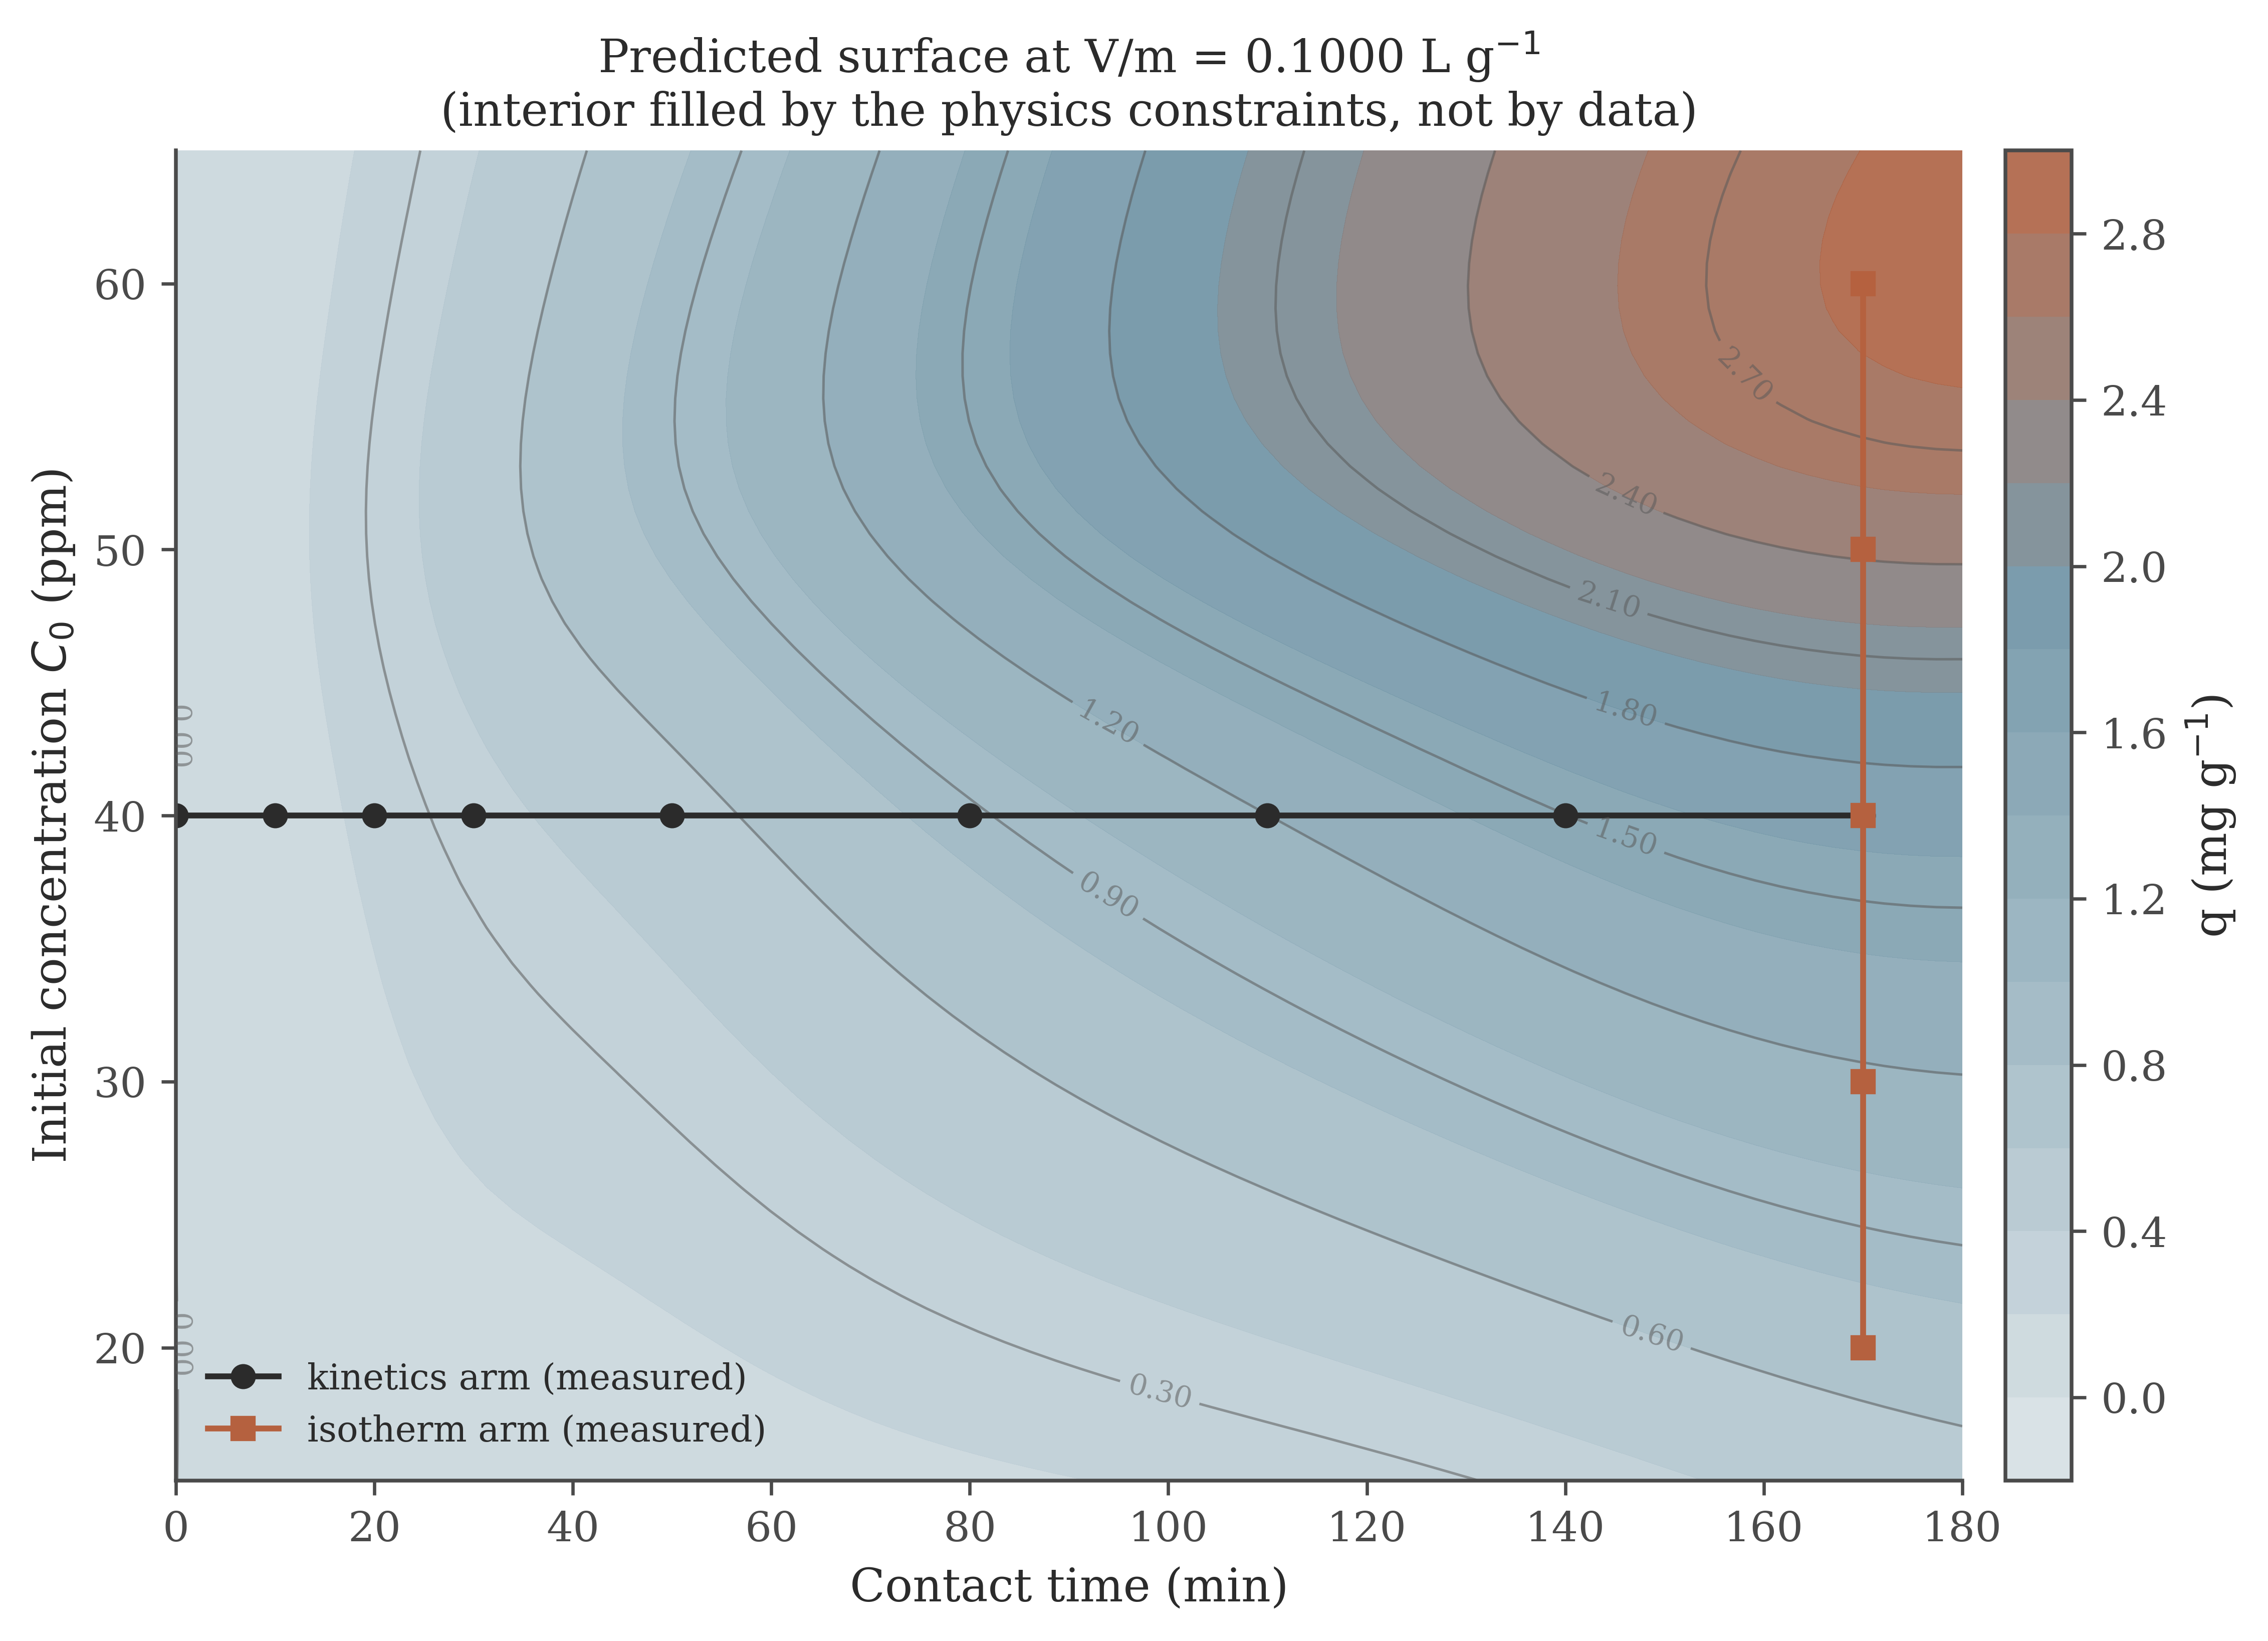 Predicted surface at V/m = 0.1000 L g⁻¹
(interior filled by the physics constraints, not by data)
Initial concentration C₀ (ppm)
60
50
40
30
20
2.70
2.40
2.10
1.80
1.50
1.20
0.90
0.60
0.30
kinetics arm (measured)
isotherm arm (measured)
0 20 40 60 80 100 120 140 160 180
Contact time (min)
2.8
2.4
2.0
1.6
1.2
0.8
0.4
0.0
q (mg g⁻¹)